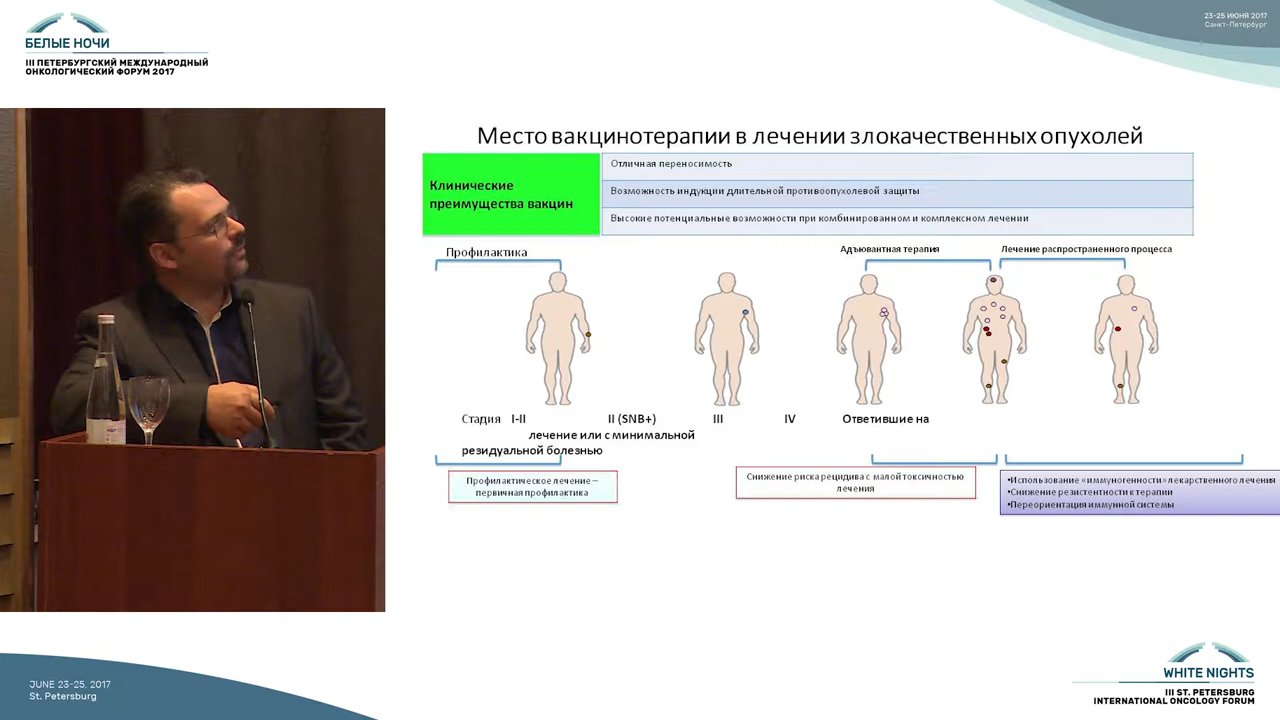 БЕЛЫЕ НОЧИ
III ПЕТЕРБУРГСКИЙ МЕЖДУНАРОДНЫЙ
ОНКОЛОГИЧЕСКИЙ ФОРУМ 2017
23-25 ИЮНЯ 2017
Санкт-Петербург
Место вакцинотерапии в лечении злокачественных опухолей
Клинические
преимущества вакцин
Отличная переносимость
Возможность индукции длительной противоопухолевой защиты
Высокие потенциальные возможности при комбинированном и комплексном лечении
Профилактика
Адъювантная терапия
Лечение распространенного процесса
Стадия I-II II (SNB+) III IV Ответившие на
лечение или с минимальной
резидуальной болезнью
Профилактическое лечение –
первичная профилактика
Снижение риска рецидива с малой токсичностью
лечения
•Использование «иммуногенности» лекарственного лечения
•Снижение резистентности к терапии
•Переориентация иммунной системы
JUNE 23-25, 2017
St. Petersburg
WHITE NIGHTS
III ST. PETERSBURG
INTERNATIONAL ONCOLOGY FORUM